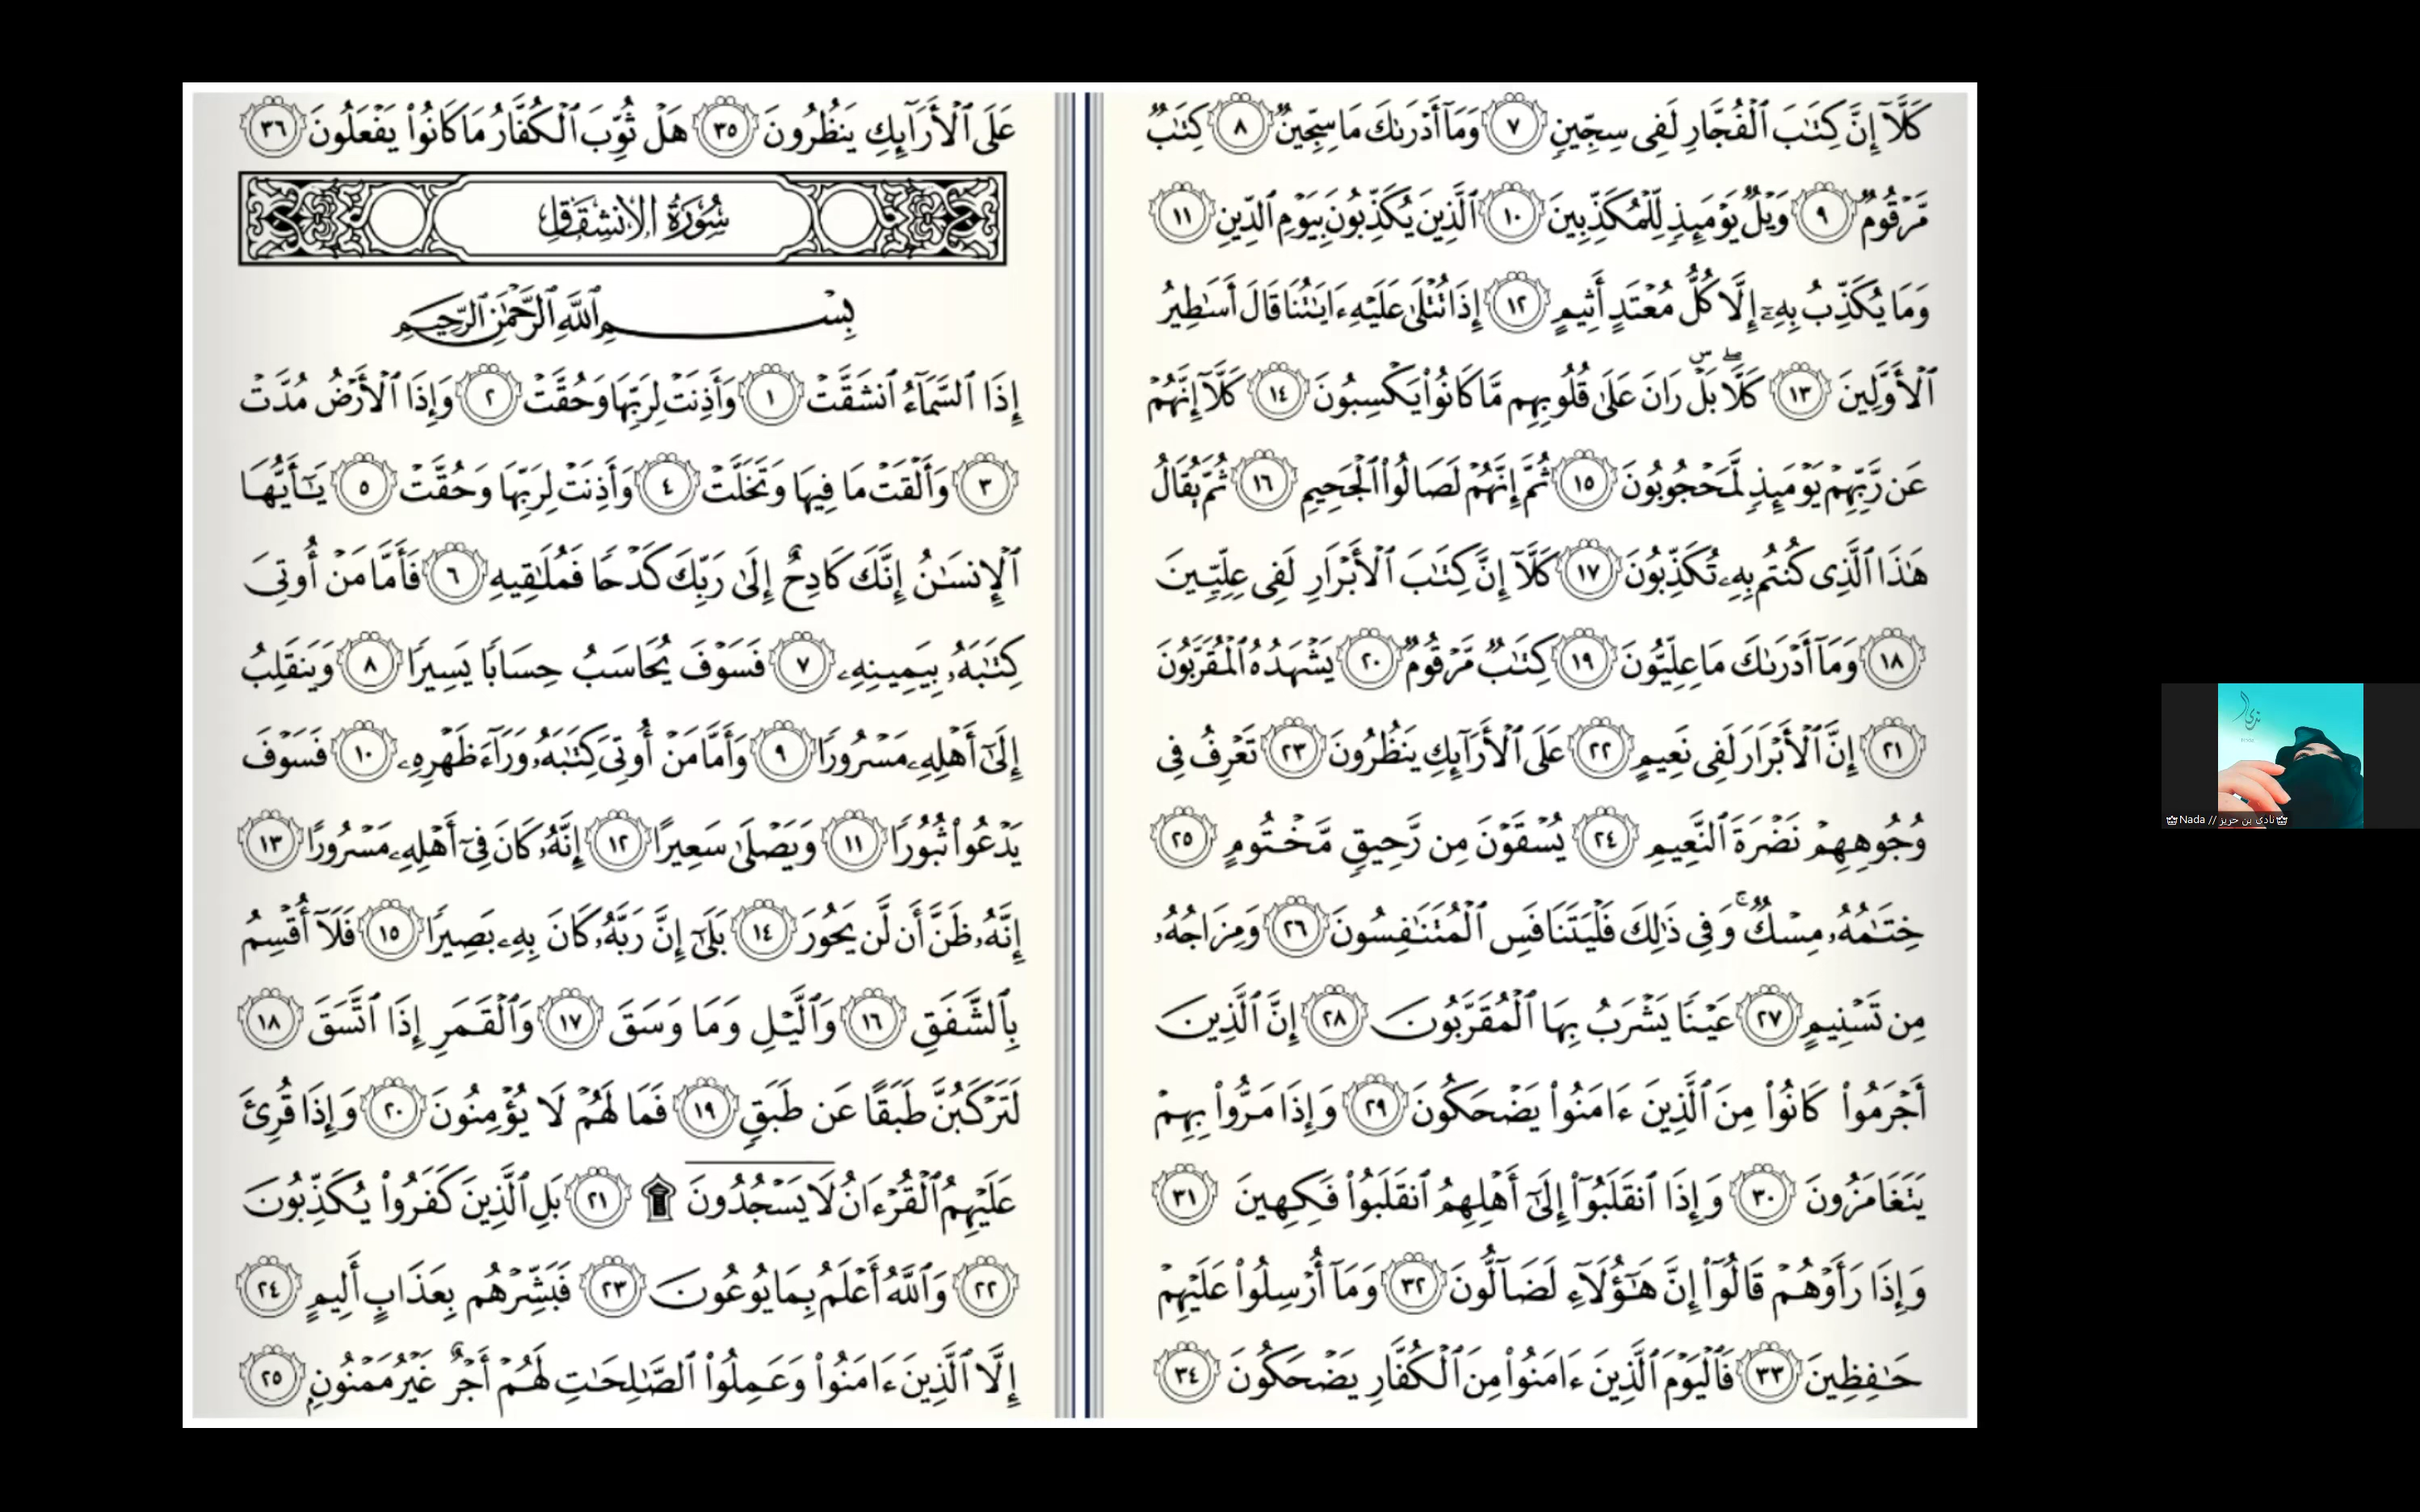 كَلَّآ إِنَّ كِتَٰبَ ٱلْفُجَّارِ لَفِى سِجِّينٍ ٧ وَمَآ أَدْرَىٰكَ مَا سِجِّينٌ ٨ كِتَٰبٌ
مَّرْقُومٌ ٩ وَيْلٌ يَوْمَئِذٍ لِّلْمُكَذِّبِينَ ١٠ ٱلَّذِينَ يُكَذِّبُونَ بِيَوْمِ ٱلدِّينِ ١١
وَمَا يُكَذِّبُ بِهِۦٓ إِلَّا كُلُّ مُعْتَدٍ أَثِيمٍ ١٢ إِذَا تُتْلَىٰ عَلَيْهِ ءَايَٰتُنَا قَالَ أَسَٰطِيرُ
ٱلْأَوَّلِينَ ١٣ كَلَّا ۖ بَلْ ۜ رَانَ عَلَىٰ قُلُوبِهِم مَّا كَانُوا۟ يَكْسِبُونَ ١٤ كَلَّآ إِنَّهُمْ
عَن رَّبِّهِمْ يَوْمَئِذٍ لَّمَحْجُوبُونَ ١٥ ثُمَّ إِنَّهُمْ لَصَالُوا۟ ٱلْجَحِيمِ ١٦ ثُمَّ يُقَالُ
هَٰذَا ٱلَّذِى كُنتُم بِهِۦ تُكَذِّبُونَ ١٧ كَلَّآ إِنَّ كِتَٰبَ ٱلْأَبْرَارِ لَفِى عِلِّيِّينَ
١٨ وَمَآ أَدْرَىٰكَ مَا عِلِّيُّونَ ١٩ كِتَٰبٌ مَّرْقُومٌ ٢٠ يَشْهَدُهُ ٱلْمُقَرَّبُونَ
٢١ إِنَّ ٱلْأَبْرَارَ لَفِى نَعِيمٍ ٢٢ عَلَى ٱلْأَرَآئِكِ يَنظُرُونَ ٢٣ تَعْرِفُ فِى
وُجُوهِهِمْ نَضْرَةَ ٱلنَّعِيمِ ٢٤ يُسْقَوْنَ مِن رَّحِيقٍ مَّخْتُومٍ ٢٥
خِتَٰمُهُۥ مِسْكٌ ۚ وَفِى ذَٰلِكَ فَلْيَتَنَافَسِ ٱلْمُتَنَٰفِسُونَ ٢٦ وَمِزَاجُهُۥ
مِن تَسْنِيمٍ ٢٧ عَيْنًا يَشْرَبُ بِهَا ٱلْمُقَرَّبُونَ ٢٨ إِنَّ ٱلَّذِينَ
أَجْرَمُوا۟ كَانُوا۟ مِنَ ٱلَّذِينَ ءَامَنُوا۟ يَضْحَكُونَ ٢٩ وَإِذَا مَرُّوا۟ بِهِمْ
يَتَغَامَزُونَ ٣٠ وَإِذَا ٱنقَلَبُوٓا۟ إِلَىٰٓ أَهْلِهِمُ ٱنقَلَبُوا۟ فَكِهِينَ ٣١
وَإِذَا رَأَوْهُمْ قَالُوٓا۟ إِنَّ هَٰٓؤُلَآءِ لَضَآلُّونَ ٣٢ وَمَآ أُرْسِلُوا۟ عَلَيْهِمْ
حَٰفِظِينَ ٣٣ فَٱلْيَوْمَ ٱلَّذِينَ ءَامَنُوا۟ مِنَ ٱلْكُفَّارِ يَضْحَكُونَ ٣٤
عَلَى ٱلْأَرَآئِكِ يَنظُرُونَ ٣٥ هَلْ ثُوِّبَ ٱلْكُفَّارُ مَا كَانُوا۟ يَفْعَلُونَ ٣٦
سُورَةُ الِانْشِقَاقِ
بِسْمِ ٱللَّهِ ٱلرَّحْمَٰنِ ٱلرَّحِيمِ
إِذَا ٱلسَّمَآءُ ٱنشَقَّتْ ١ وَأَذِنَتْ لِرَبِّهَا وَحُقَّتْ ٢ وَإِذَا ٱلْأَرْضُ مُدَّتْ
٣ وَأَلْقَتْ مَا فِيهَا وَتَخَلَّتْ ٤ وَأَذِنَتْ لِرَبِّهَا وَحُقَّتْ ٥ يَٰٓأَيُّهَا
ٱلْإِنسَٰنُ إِنَّكَ كَادِحٌ إِلَىٰ رَبِّكَ كَدْحًا فَمُلَٰقِيهِ ٦ فَأَمَّا مَنْ أُوتِىَ
كِتَٰبَهُۥ بِيَمِينِهِۦ ٧ فَسَوْفَ يُحَاسَبُ حِسَابًا يَسِيرًا ٨ وَيَنقَلِبُ
إِلَىٰٓ أَهْلِهِۦ مَسْرُورًا ٩ وَأَمَّا مَنْ أُوتِىَ كِتَٰبَهُۥ وَرَآءَ ظَهْرِهِۦ ١٠ فَسَوْفَ
يَدْعُوا۟ ثُبُورًا ١١ وَيَصْلَىٰ سَعِيرًا ١٢ إِنَّهُۥ كَانَ فِىٓ أَهْلِهِۦ مَسْرُورًا ١٣
إِنَّهُۥ ظَنَّ أَن لَّن يَحُورَ ١٤ بَلَىٰٓ إِنَّ رَبَّهُۥ كَانَ بِهِۦ بَصِيرًا ١٥ فَلَآ أُقْسِمُ
بِٱلشَّفَقِ ١٦ وَٱلَّيْلِ وَمَا وَسَقَ ١٧ وَٱلْقَمَرِ إِذَا ٱتَّسَقَ ١٨
لَتَرْكَبُنَّ طَبَقًا عَن طَبَقٍ ١٩ فَمَا لَهُمْ لَا يُؤْمِنُونَ ٢٠ وَإِذَا قُرِئَ
عَلَيْهِمُ ٱلْقُرْءَانُ لَا يَسْجُدُونَ ۩ ٢١ بَلِ ٱلَّذِينَ كَفَرُوا۟ يُكَذِّبُونَ
٢٢ وَٱللَّهُ أَعْلَمُ بِمَا يُوعُونَ ٢٣ فَبَشِّرْهُم بِعَذَابٍ أَلِيمٍ ٢٤
إِلَّا ٱلَّذِينَ ءَامَنُوا۟ وَعَمِلُوا۟ ٱلصَّٰلِحَٰتِ لَهُمْ أَجْرٌ غَيْرُ مَمْنُونٍۭ ٢٥
Nada // نادي بن حريز